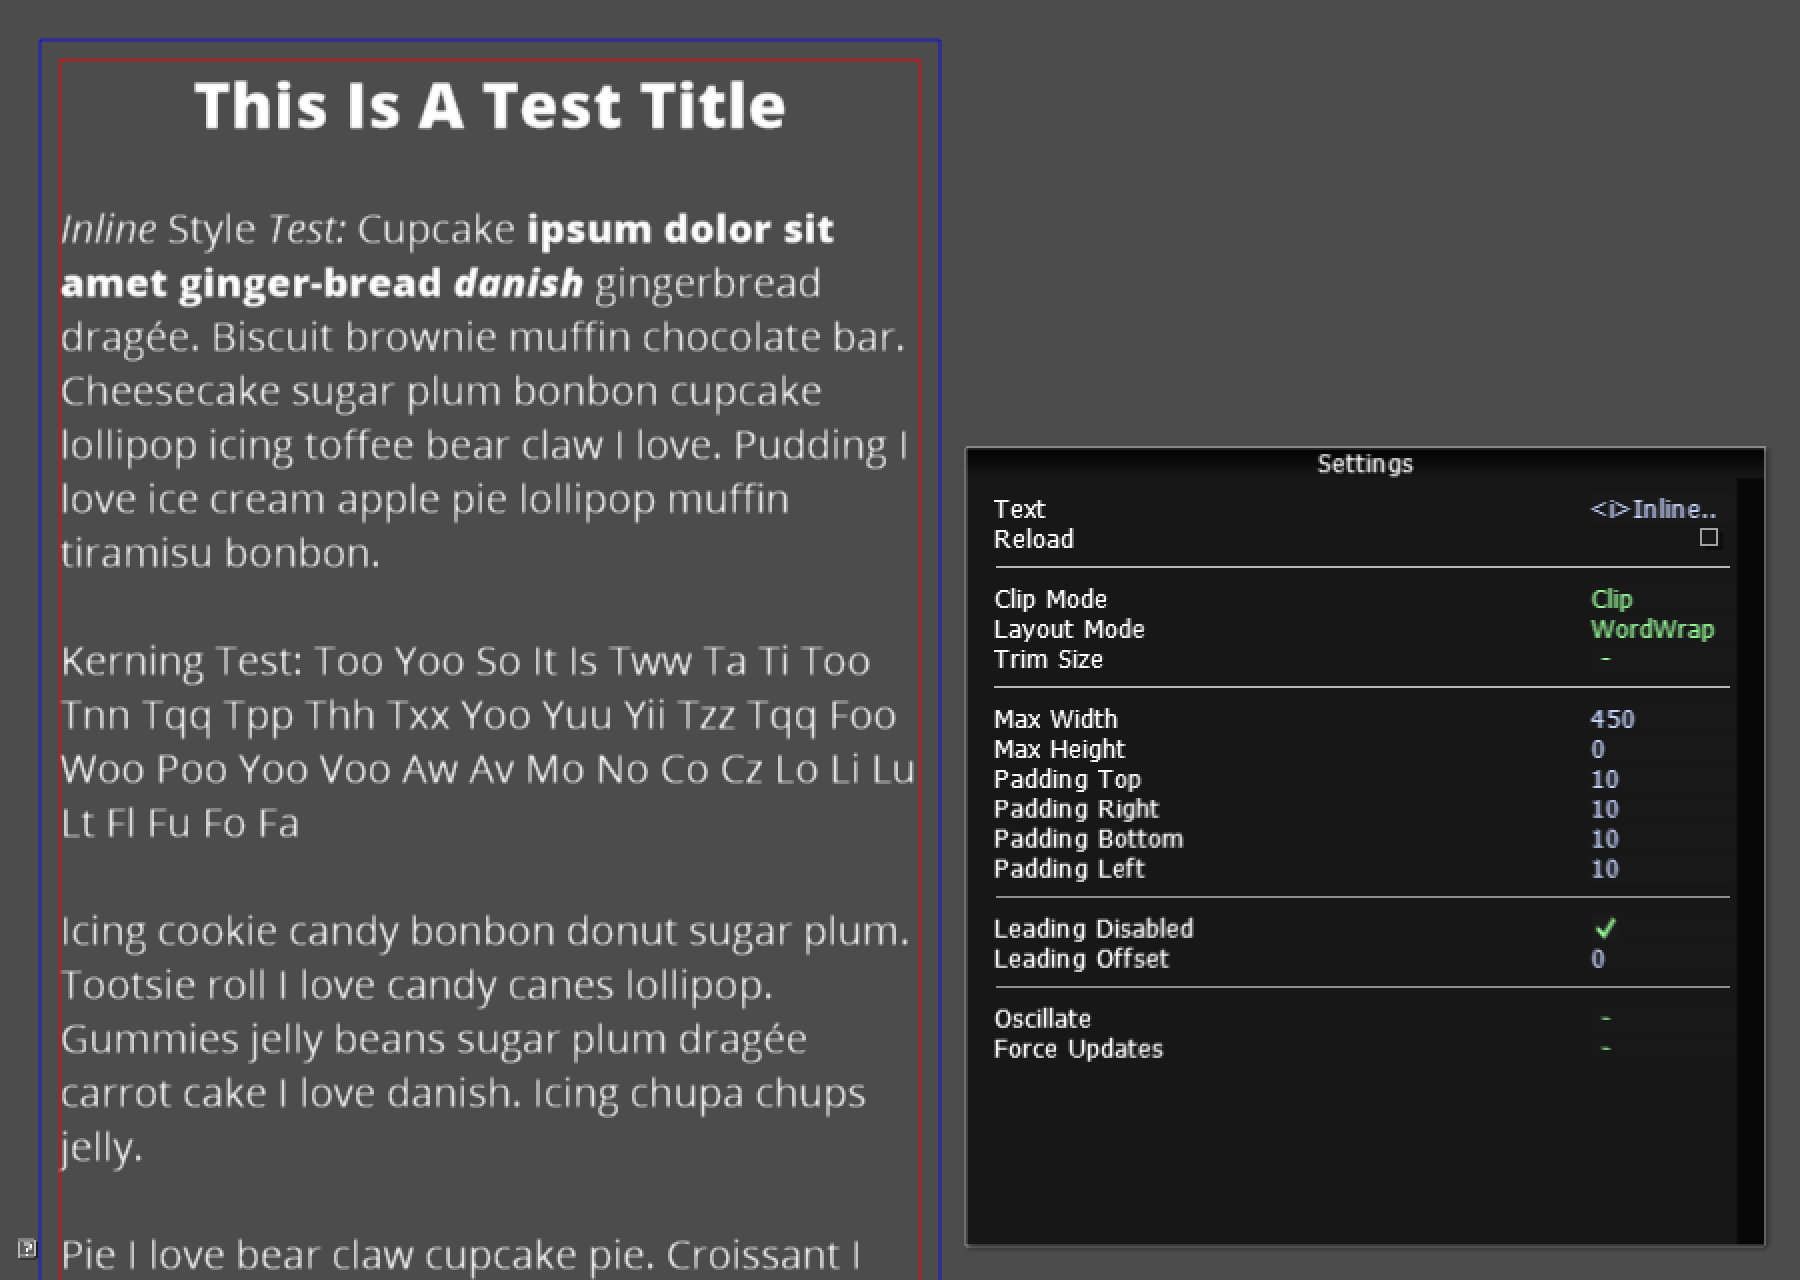 This Is A Test Title
Inline Style Test: Cupcake ipsum dolor sit
amet ginger-bread danish gingerbread
dragée. Biscuit brownie muffin chocolate bar.
Cheesecake sugar plum bonbon cupcake
lollipop icing toffee bear claw I love. Pudding I
love ice cream apple pie lollipop muffin
tiramisu bonbon.
Kerning Test: Too Yoo So It Is Tww Ta Ti Too
Tnn Tqq Tpp Thh Txx Yoo Yuu Yii Tzz Tqq Foo
Woo Poo Yoo Voo Aw Av Mo No Co Cz Lo Li Lu
Lt Fl Fu Fo Fa
Icing cookie candy bonbon donut sugar plum.
Tootsie roll I love candy canes lollipop.
Gummies jelly beans sugar plum dragée
carrot cake I love danish. Icing chupa chups
jelly.
Pie I love bear claw cupcake pie. Croissant I
?
Settings
Text <i>Inline..
Reload
Clip Mode Clip
Layout Mode WordWrap
Trim Size -
Max Width 450
Max Height 0
Padding Top 10
Padding Right 10
Padding Bottom 10
Padding Left 10
Leading Disabled
Leading Offset 0
Oscillate -
Force Updates -